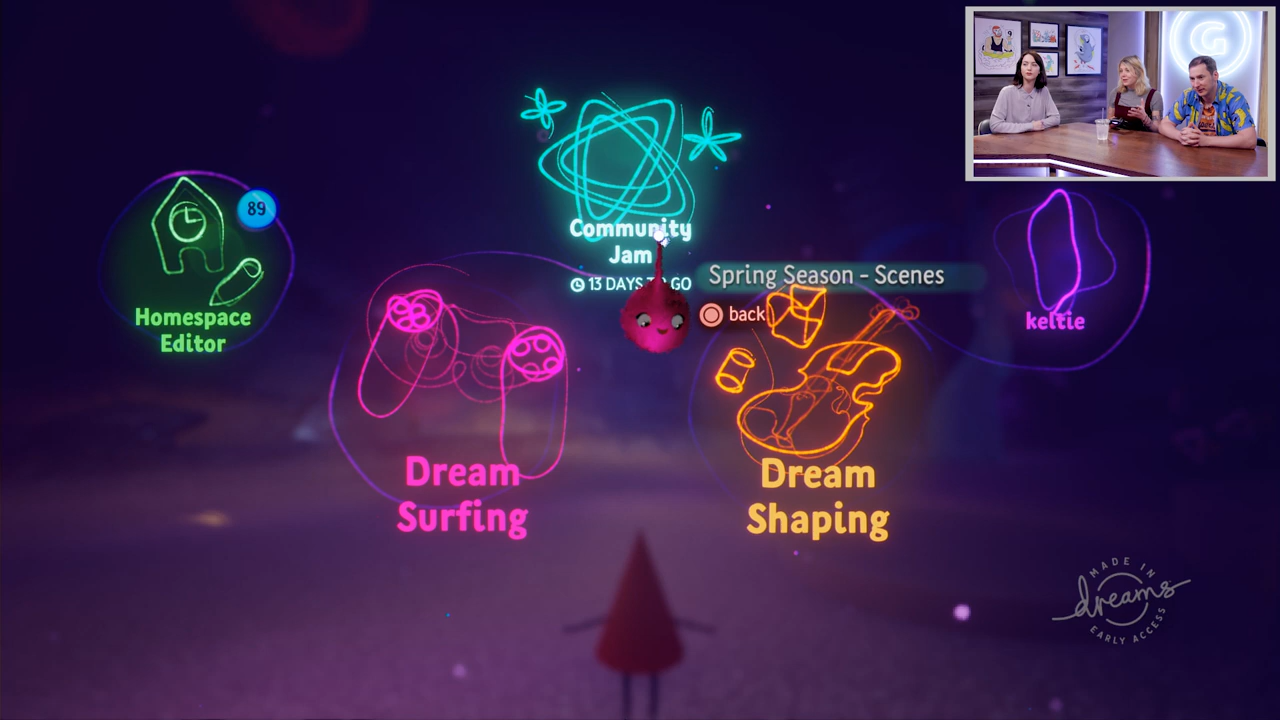 G
89
Community
Jam
13 DAYS TO GO
Spring Season - Scenes
back
Homespace
Editor
keltie
Dream
Surfing
Dream
Shaping
MADE IN
dreams
EARLY ACCESS